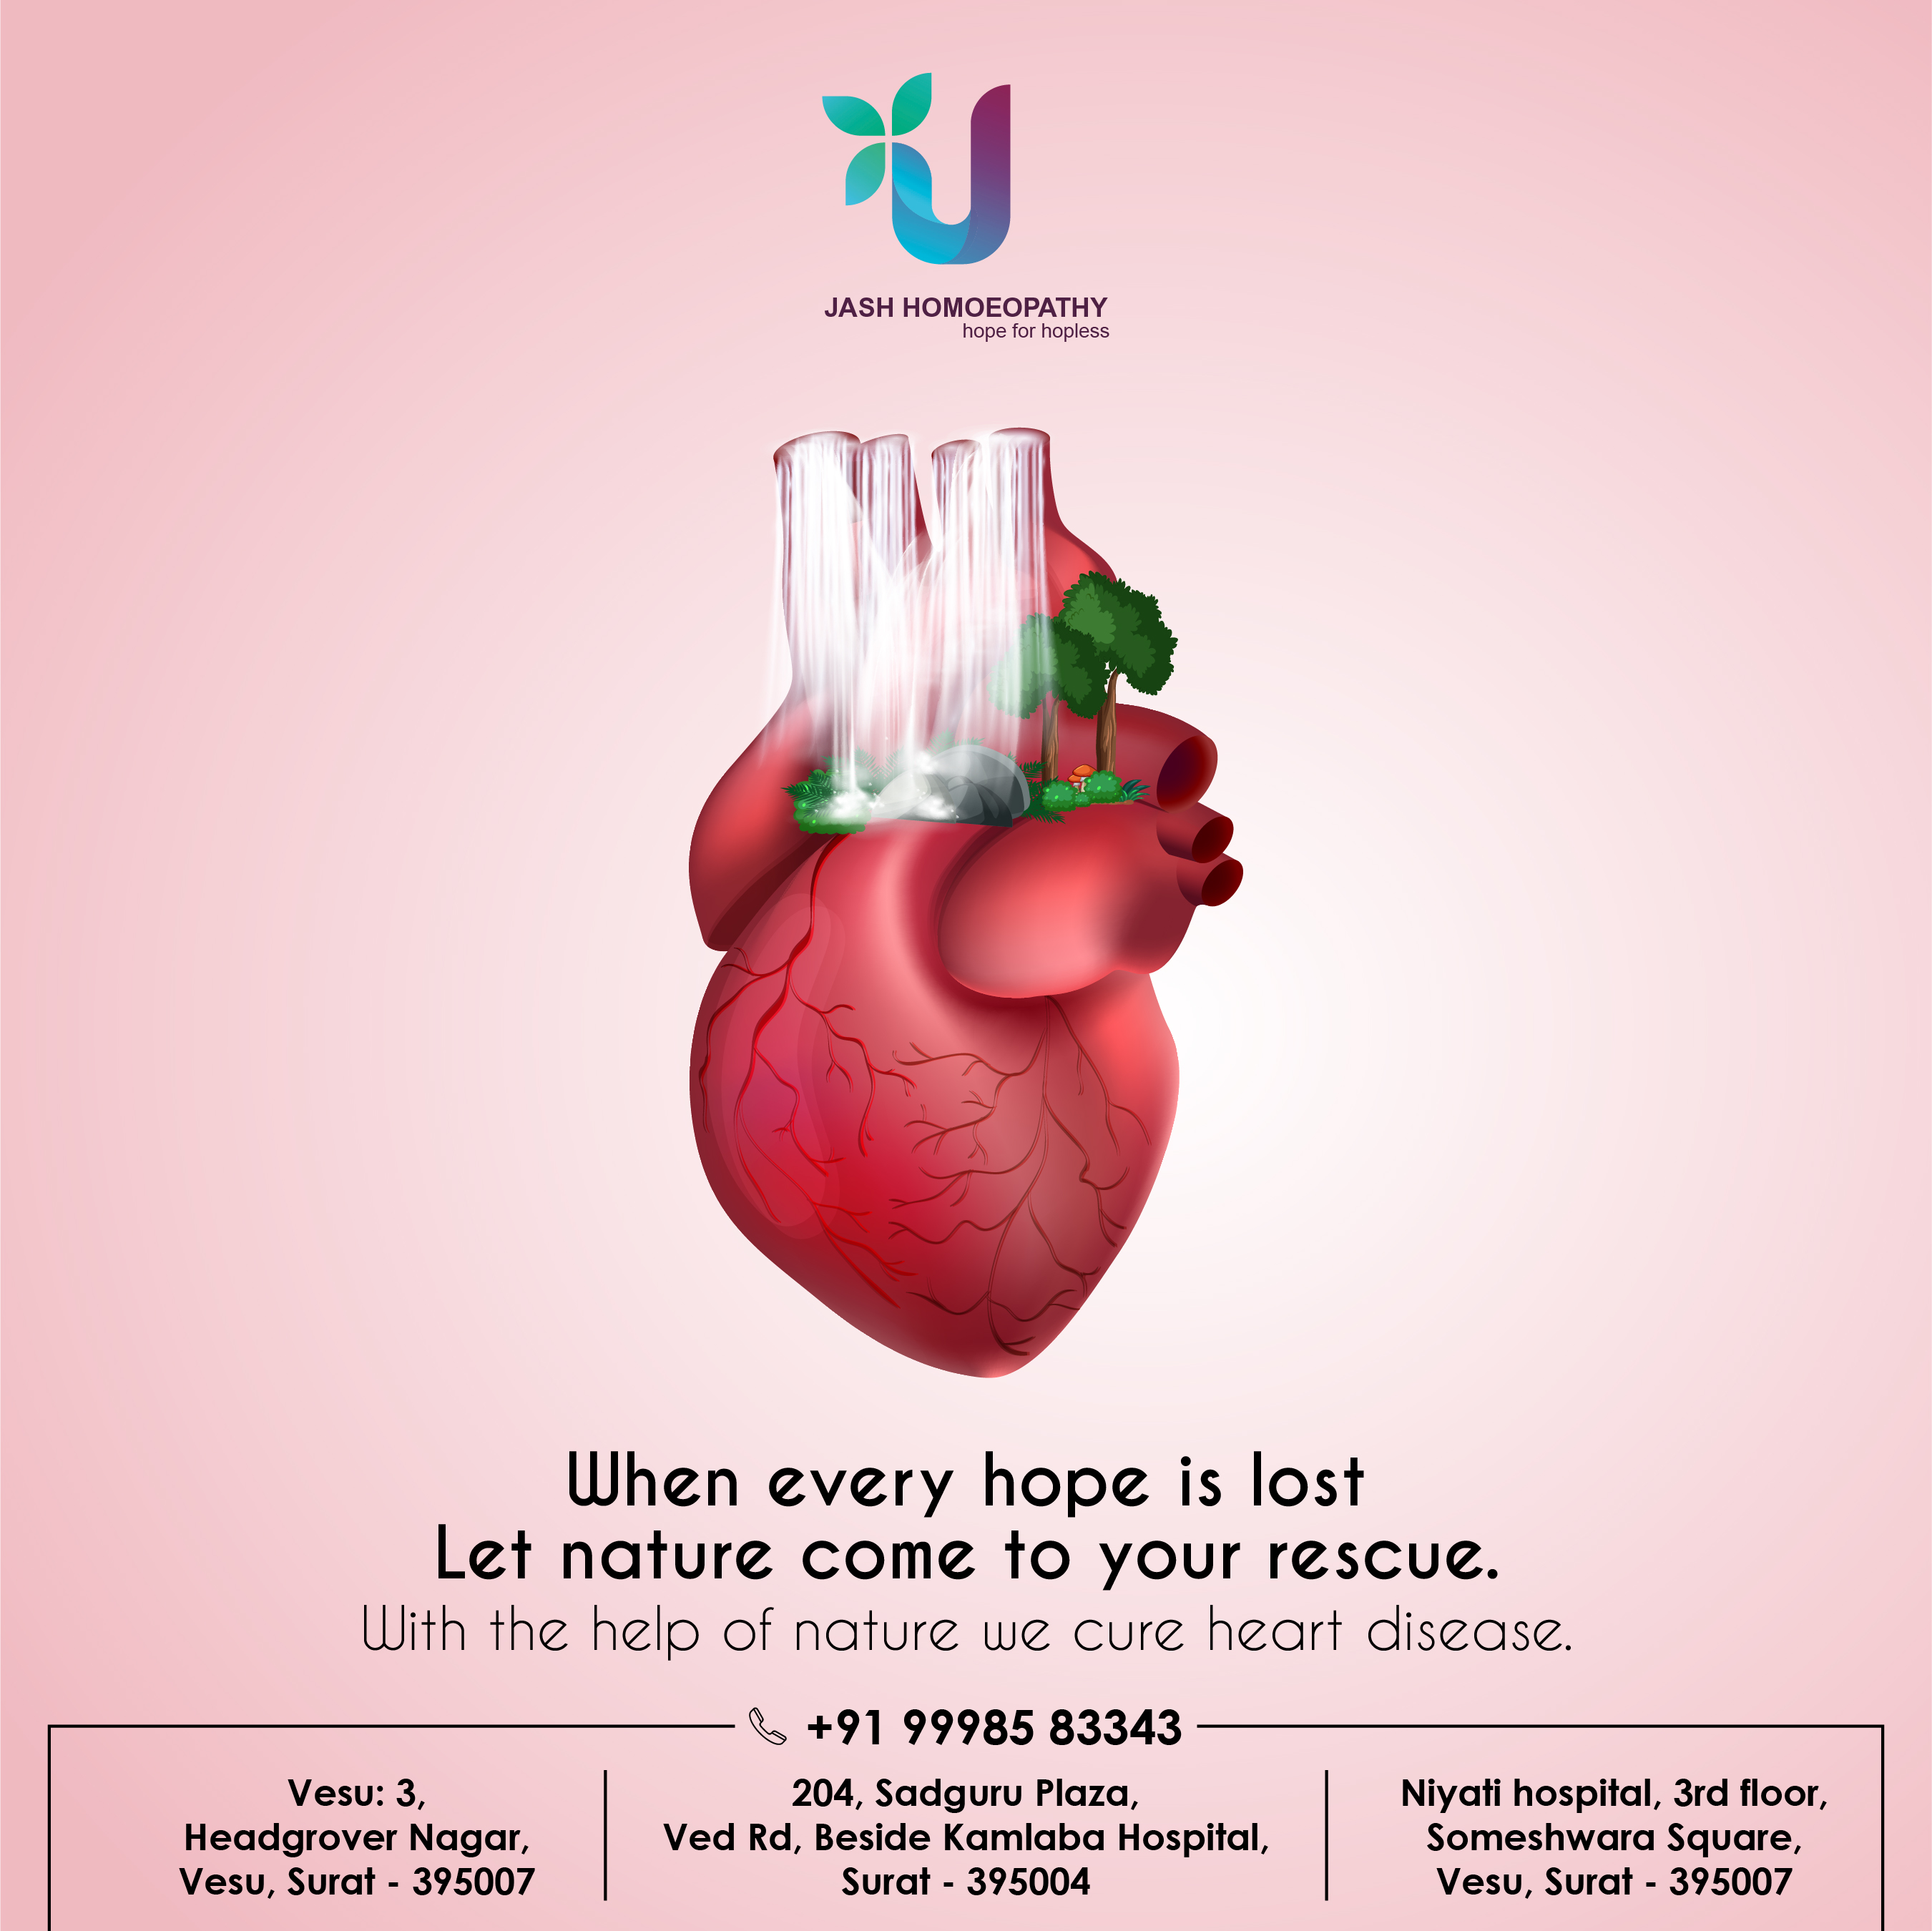 JASH HOMOEOPATHY
hope for hopless
When every hope is lost
Let nature come to your rescue.
With the help of nature we cure heart disease.
+91 99985 83343
Vesu: 3,
Headgrover Nagar,
Vesu, Surat - 395007
204, Sadguru Plaza,
Ved Rd, Beside Kamlaba Hospital,
Surat - 395004
Niyati hospital, 3rd floor,
Someshwara Square,
Vesu, Surat - 395007